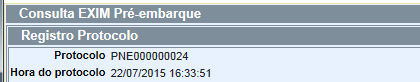 Consulta EXIM Pré-embarque
Registro Protocolo
Protocolo PNE000000024
Hora do protocolo 22/07/2015 16:33:51